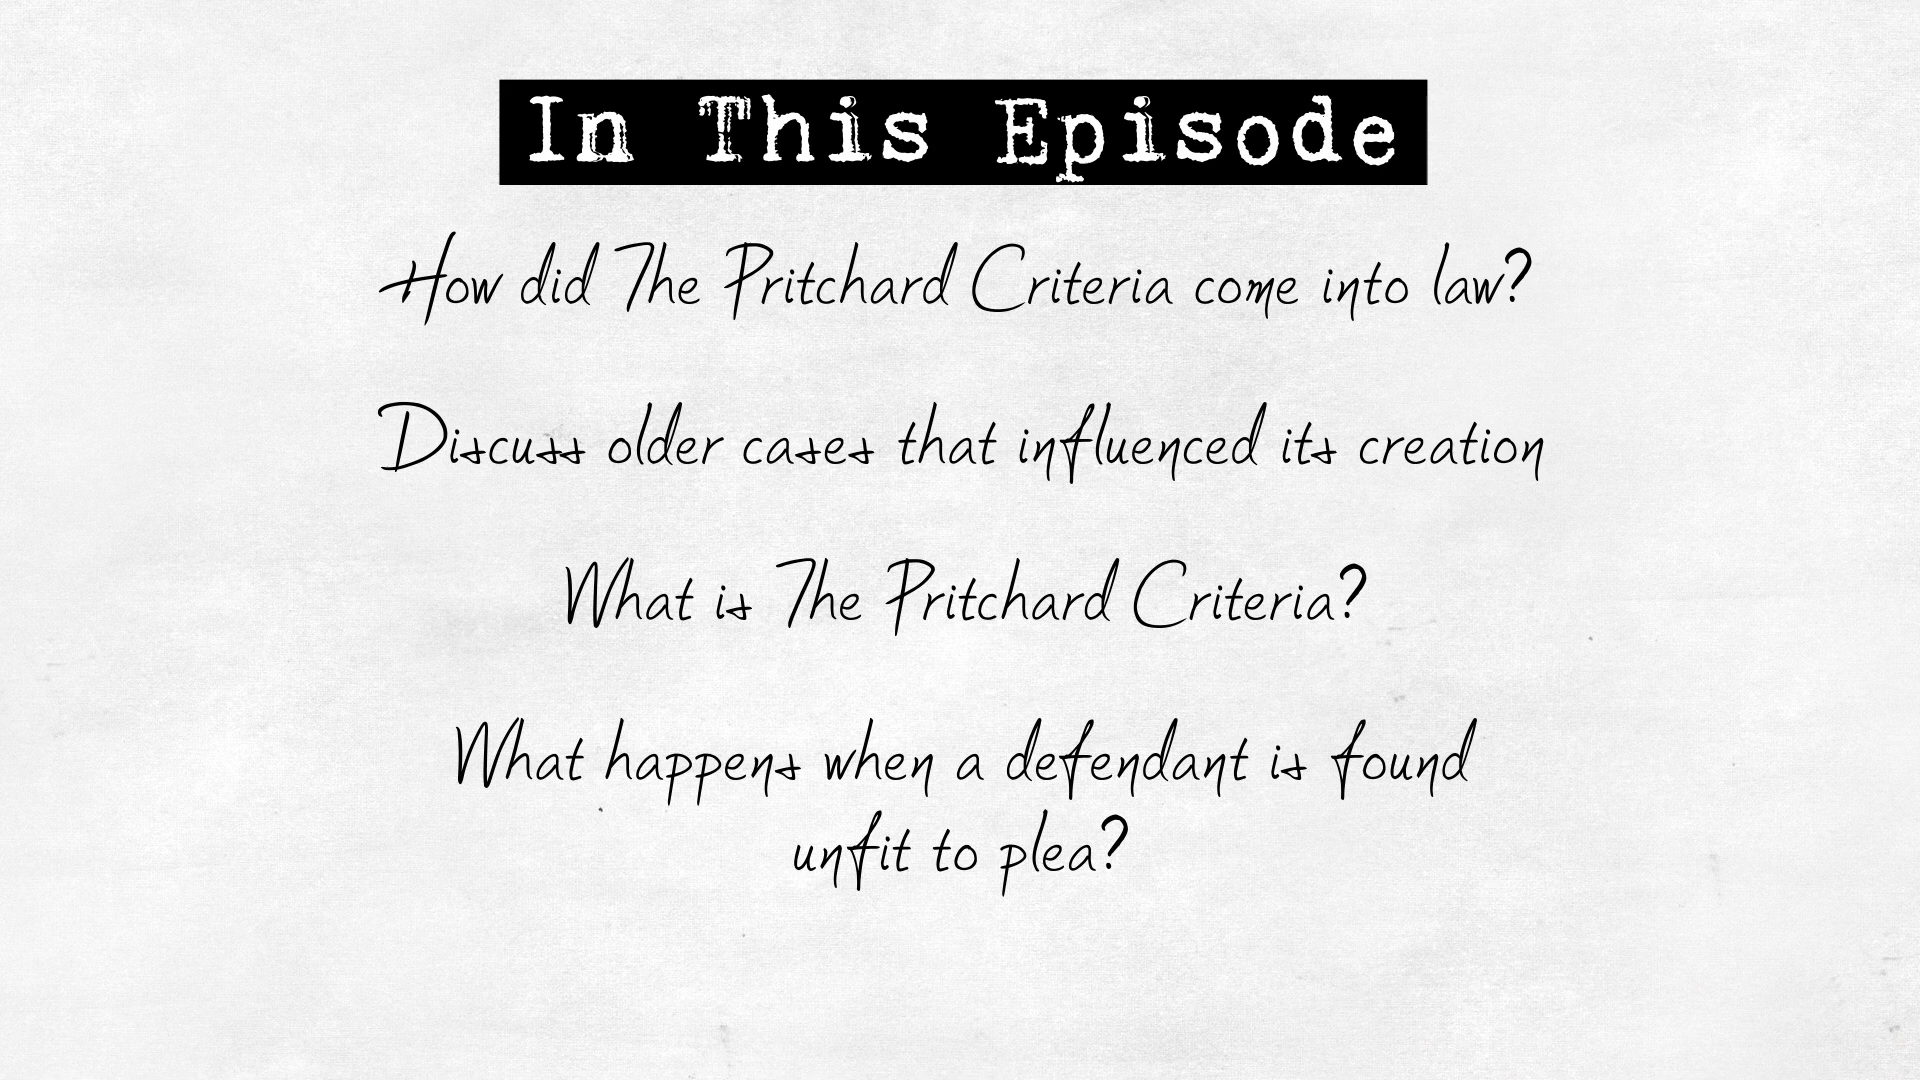 In This Episode
How did The Pritchard Criteria come into law?
Discuss older cases that influenced its creation
What is The Pritchard Criteria?
What happens when a defendant is found
unfit to plea?